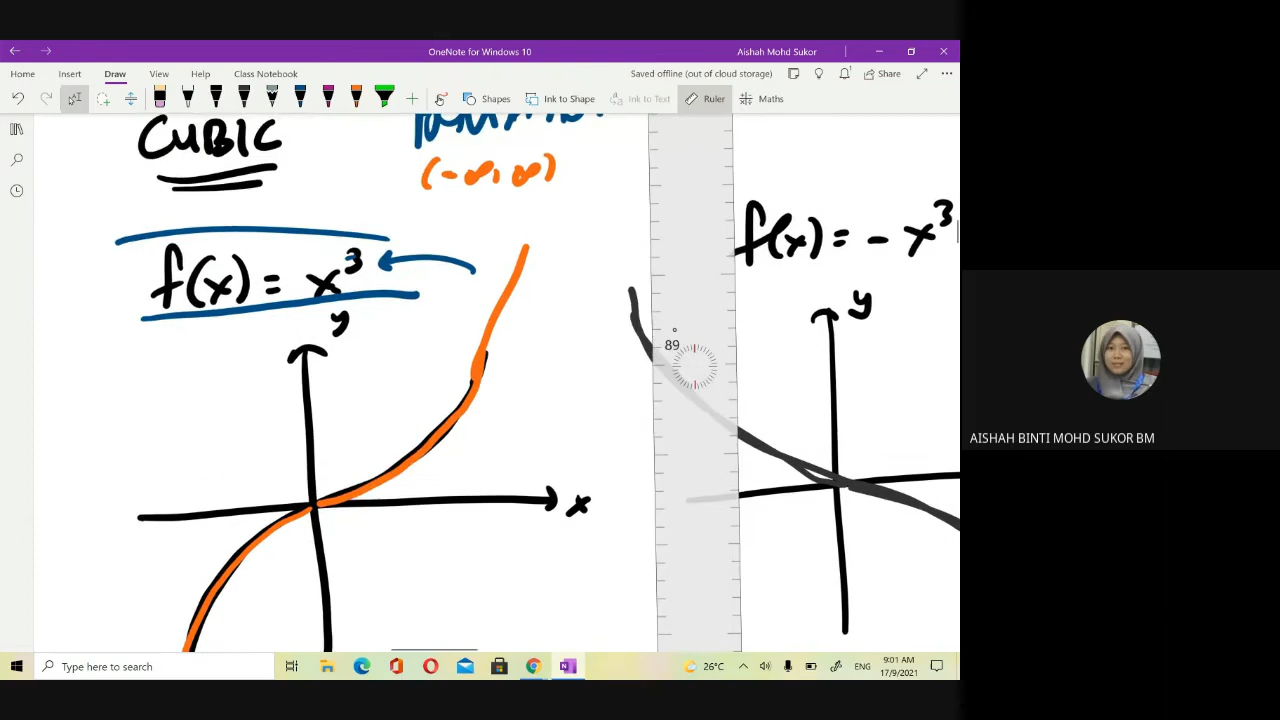 OneNote for Windows 10
Aishah Mohd Sukor
Home Insert Draw View Help Class Notebook
Saved offline (out of cloud storage)
Share
Shapes
Ink to Shape
Ink to Text
Ruler
Maths
CUBIC
(-∞, ∞)
f(x) = x³
y
x
f(x) = - x³
y
89°
AISHAH BINTI MOHD SUKOR BM
Type here to search
26°C
ENG
9:01 AM
17/9/2021